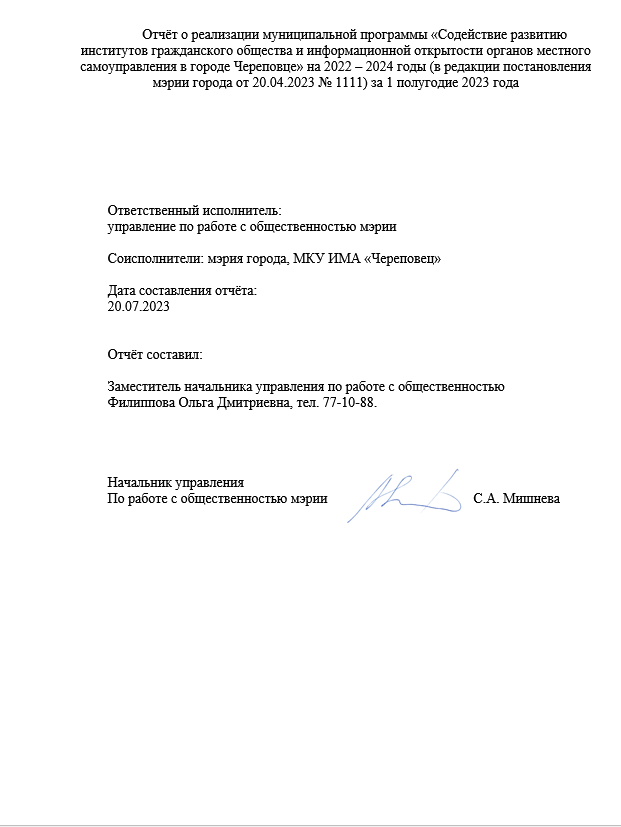 Отчёт о реализации муниципальной программы «Содействие развитию
институтов гражданского общества и информационной открытости органов местного
самоуправления в городе Череповце» на 2022 – 2024 годы (в редакции постановления
мэрии города от 20.04.2023 № 1111) за 1 полугодие 2023 года
Ответственный исполнитель:
управление по работе с общественностью мэрии
Соисполнители: мэрия города, МКУ ИМА «Череповец»
Дата составления отчёта:
20.07.2023
Отчёт составил:
Заместитель начальника управления по работе с общественностью
Филиппова Ольга Дмитриевна, тел. 77-10-88.
Начальник управления
По работе с общественностью мэрии С.А. Мишнева